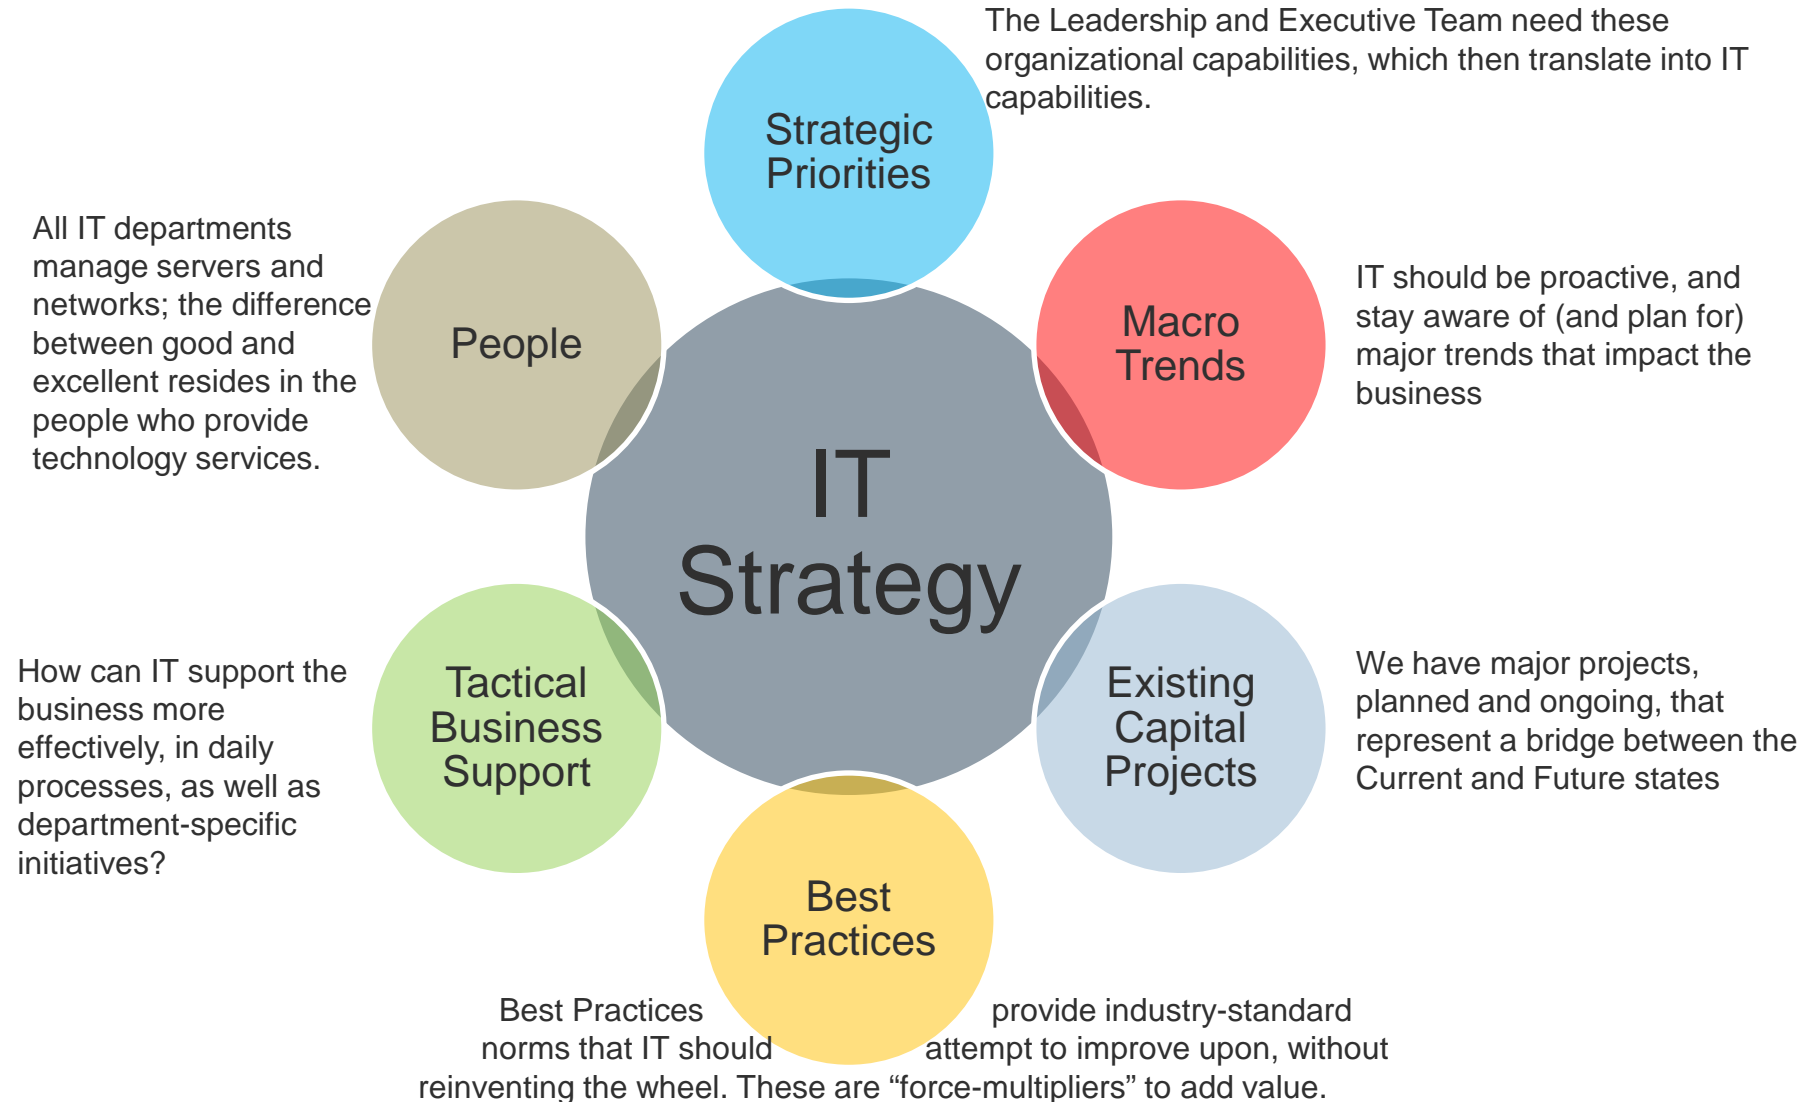 The Leadership and Executive Team need these
organizational capabilities, which then translate into IT
capabilities.
Strategic
Priorities
All IT departments
manage servers and
networks; the difference
between good and
excellent resides in the
people who provide
technology services.
People
Macro
Trends
IT should be proactive, and
stay aware of (and plan for)
major trends that impact the
business
IT
Strategy
How can IT support the
business more
effectively, in daily
processes, as well as
department-specific
initiatives?
Tactical
Business
Support
Existing
Capital
Projects
We have major projects,
planned and ongoing, that
represent a bridge between the
Current and Future states
Best
Practices
Best Practices provide industry-standard
norms that IT should attempt to improve upon, without
reinventing the wheel. These are “force-multipliers” to add value.